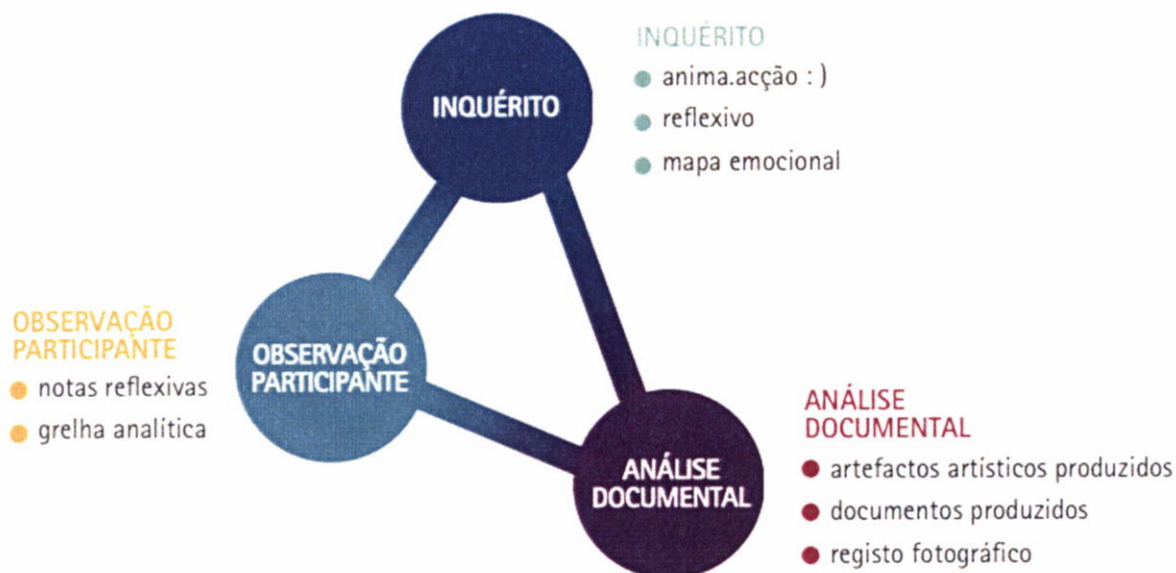 INQUÉRITO
INQUÉRITO
anima.acção : )
reflexivo
mapa emocional
OBSERVAÇÃO
PARTICIPANTE
notas reflexivas
grelha analítica
OBSERVAÇÃO
PARTICIPANTE
ANÁLISE
DOCUMENTAL
ANÁLISE
DOCUMENTAL
artefactos artísticos produzidos
documentos produzidos
registo fotográfico